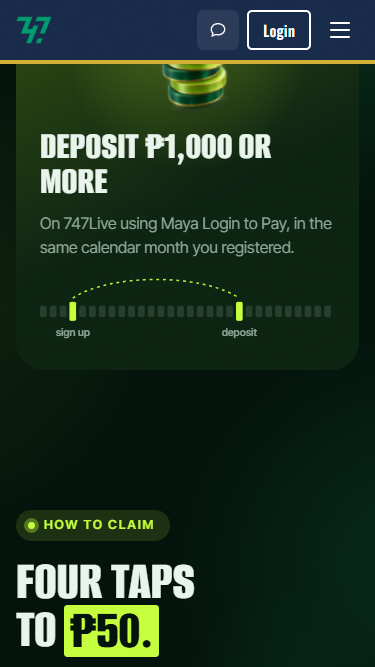 747
Login
DEPOSIT ₱1,000 OR
MORE
On 747Live using Maya Login to Pay, in the
same calendar month you registered.
sign up
deposit
HOW TO CLAIM
FOUR TAPS
TO ₱50.